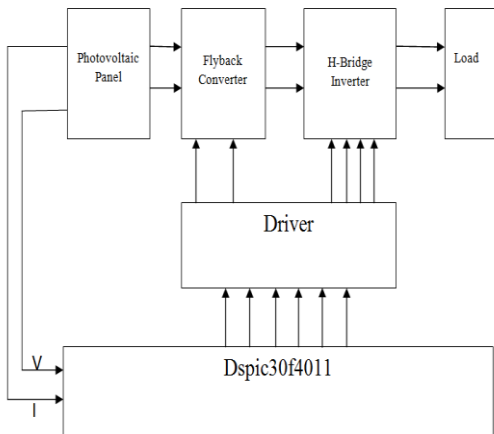 Photovoltaic
Panel
Flyback
Converter
H-Bridge
Inverter
Load
Driver
Dspic30f4011
V
I